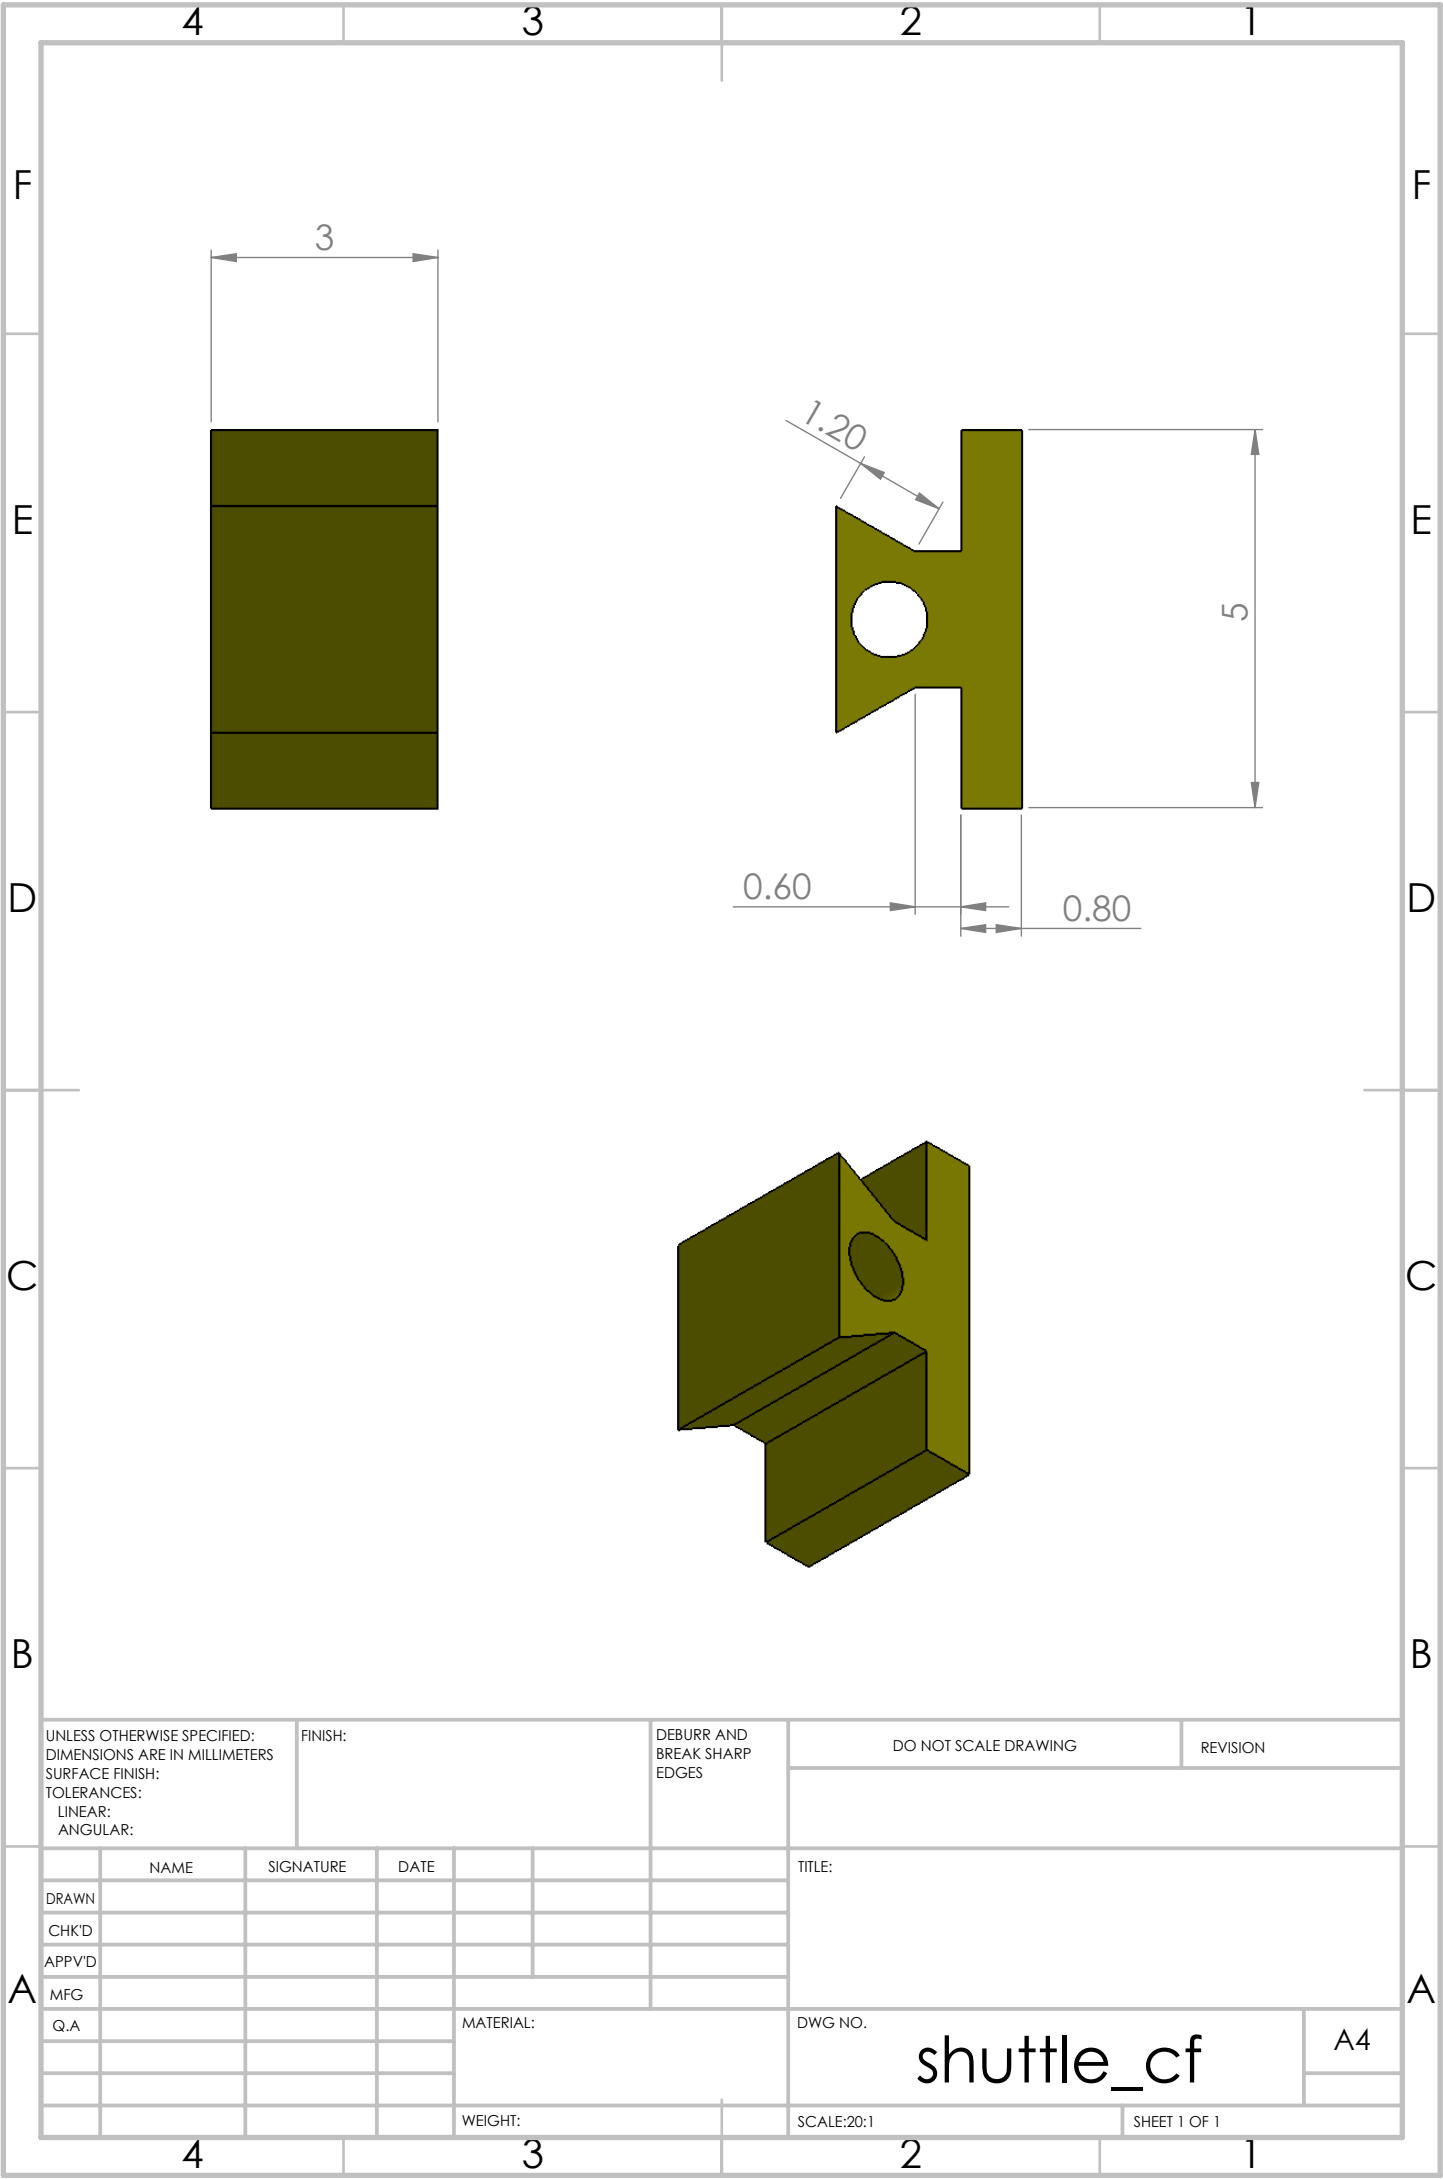 4 3 2 1
F F
3
1.20
E E
5
0.60
0.80
D D
C C
B B
UNLESS OTHERWISE SPECIFIED:
DIMENSIONS ARE IN MILLIMETERS
SURFACE FINISH:
TOLERANCES:
LINEAR:
ANGULAR:
FINISH:
DEBURR AND
BREAK SHARP
EDGES
DO NOT SCALE DRAWING
REVISION
NAME SIGNATURE DATE
TITLE:
DRAWN
CHK'D
APPV'D
A A
MFG
Q.A
MATERIAL:
DWG NO.
shuttle_cf
A4
WEIGHT:
SCALE:20:1
SHEET 1 OF 1
4 3 2 1